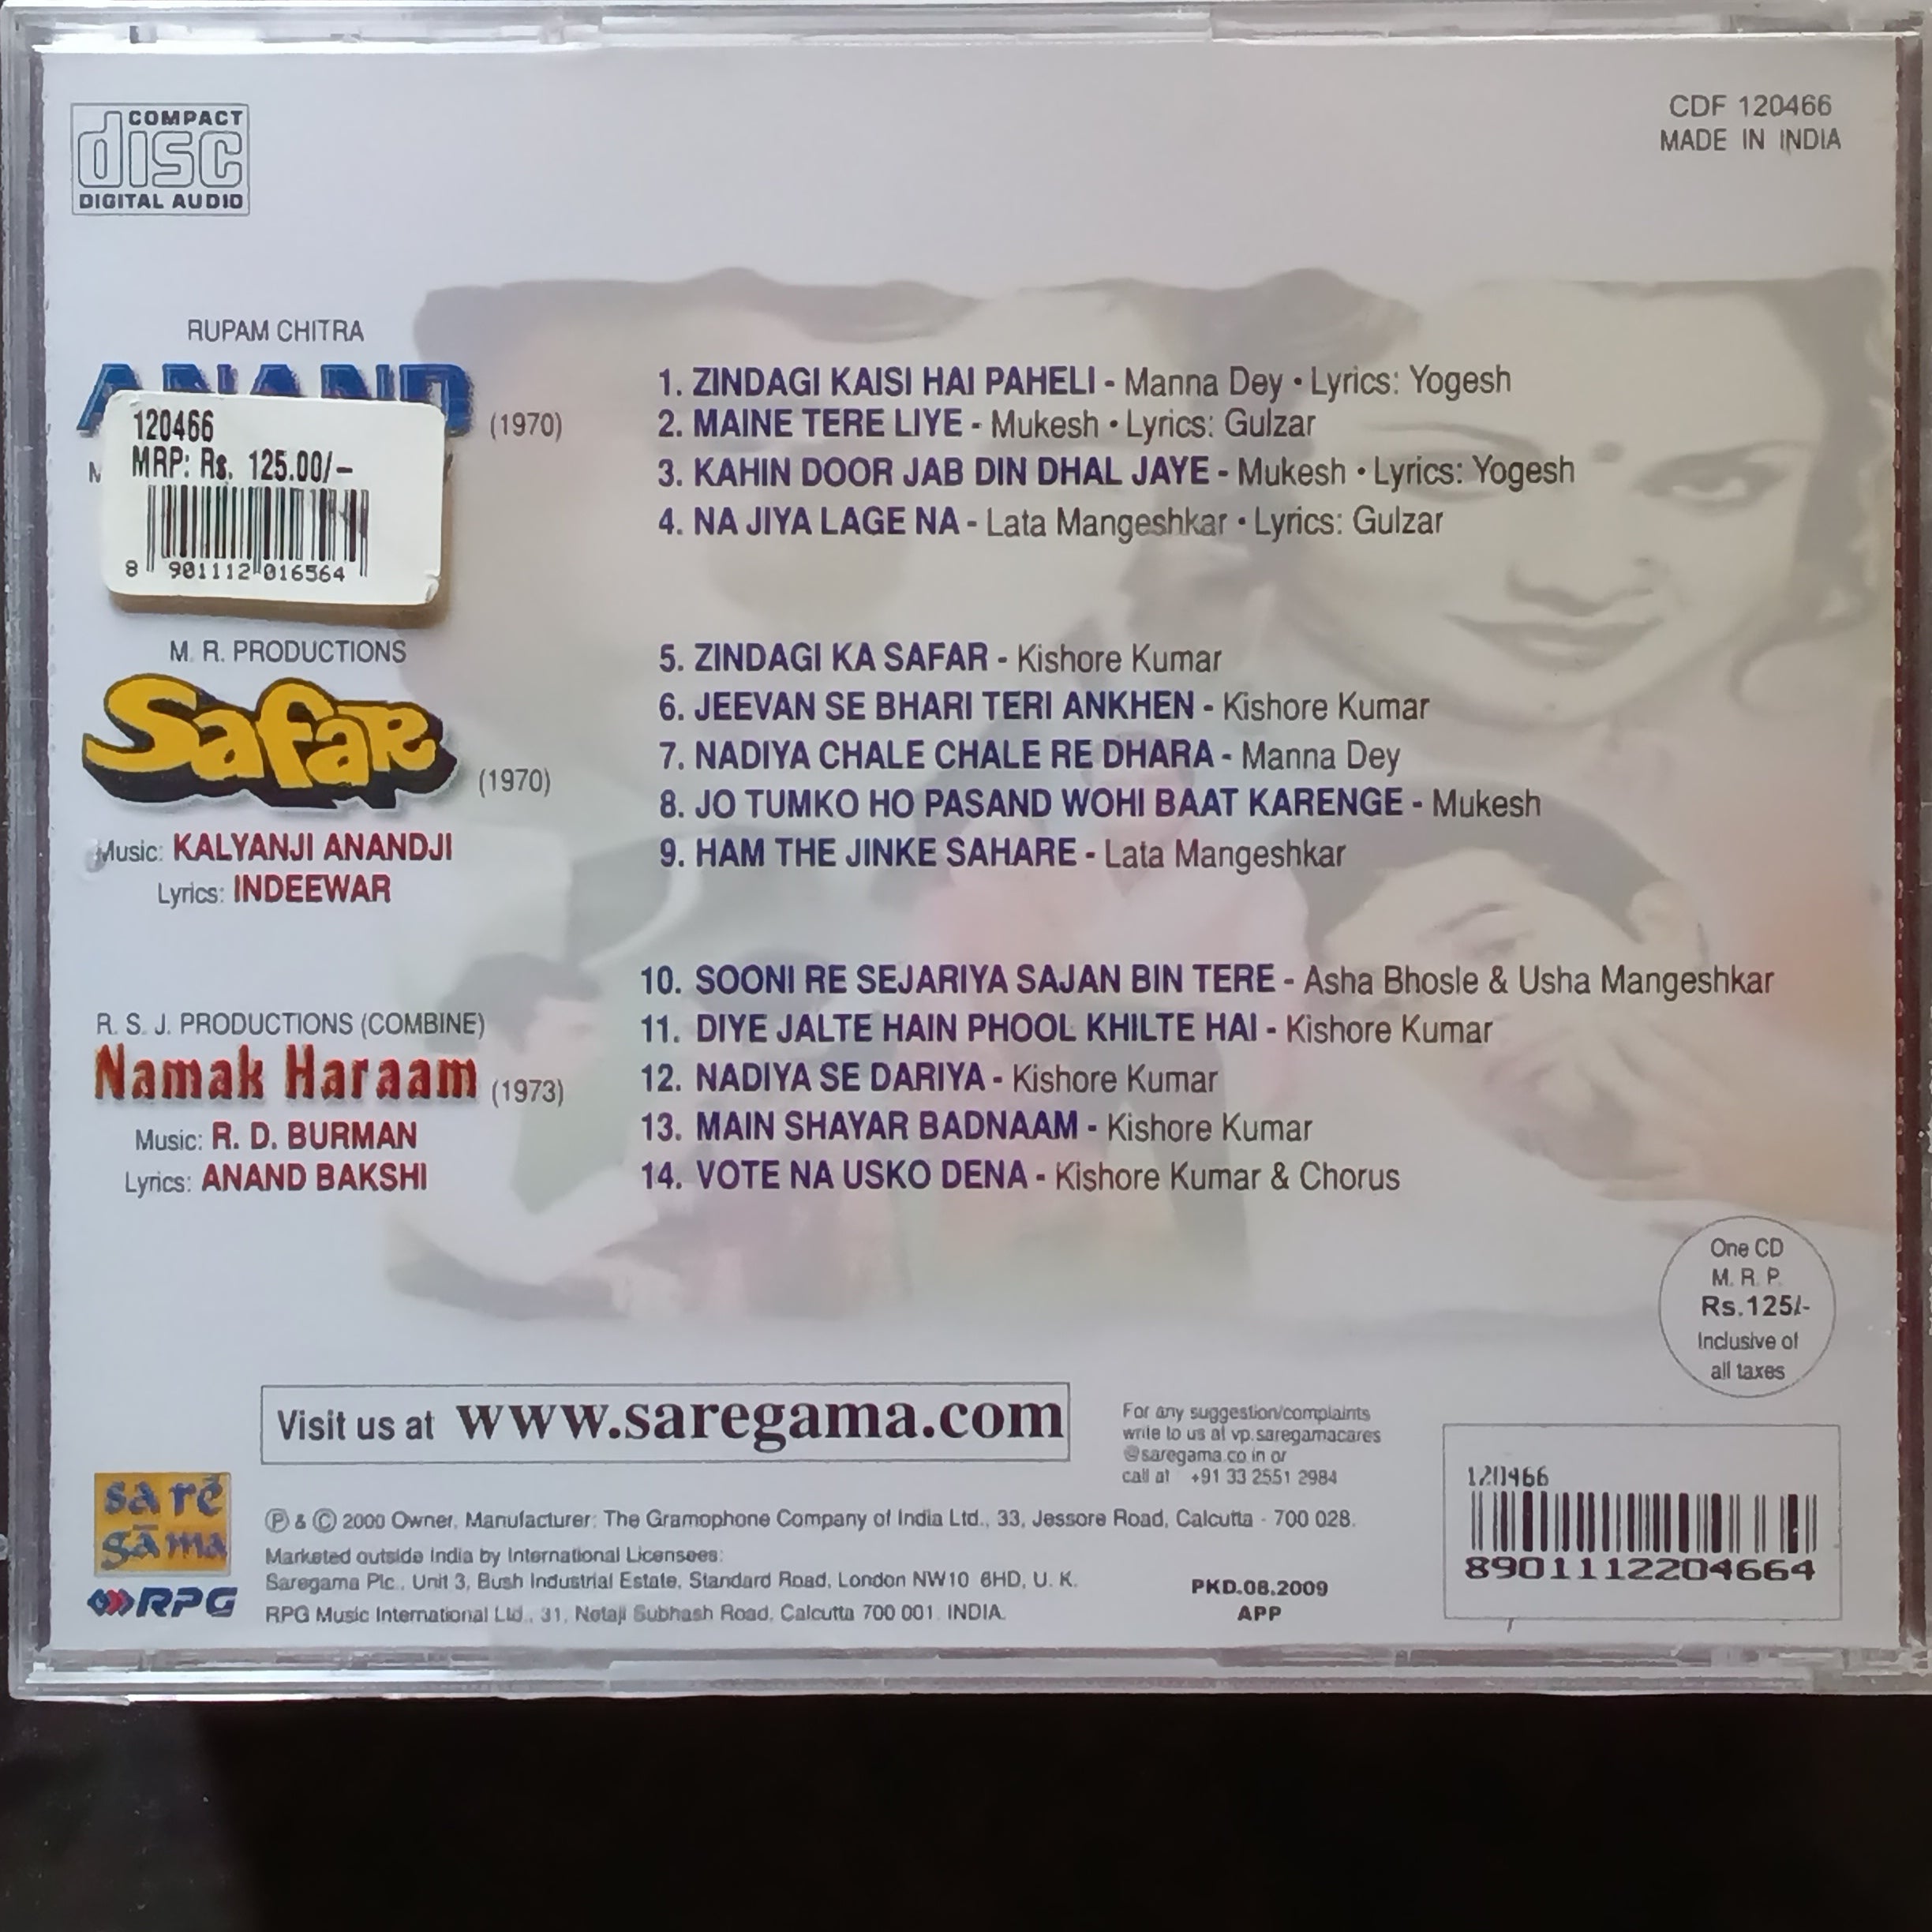 COMPACT
disc
DIGITAL AUDIO
CDF 120466
MADE IN INDIA
RUPAM CHITRA
ANAND
(1970)
120466
MRP: Rs. 125.00/-
8 901112 016564
1. ZINDAGI KAISI HAI PAHELI - Manna Dey • Lyrics: Yogesh
2. MAINE TERE LIYE - Mukesh • Lyrics: Gulzar
3. KAHIN DOOR JAB DIN DHAL JAYE - Mukesh • Lyrics: Yogesh
4. NA JIYA LAGE NA - Lata Mangeshkar • Lyrics: Gulzar
M. R. PRODUCTIONS
Safar
(1970)
Music: KALYANJI ANANDJI
Lyrics: INDEEWAR
5. ZINDAGI KA SAFAR - Kishore Kumar
6. JEEVAN SE BHARI TERI ANKHEN - Kishore Kumar
7. NADIYA CHALE CHALE RE DHARA - Manna Dey
8. JO TUMKO HO PASAND WOHI BAAT KARENGE - Mukesh
9. HAM THE JINKE SAHARE - Lata Mangeshkar
R. S. J. PRODUCTIONS (COMBINE)
Namak Haraam (1973)
Music: R. D. BURMAN
Lyrics: ANAND BAKSHI
10. SOONI RE SEJARIYA SAJAN BIN TERE - Asha Bhosle & Usha Mangeshkar
11. DIYE JALTE HAIN PHOOL KHILTE HAI - Kishore Kumar
12. NADIYA SE DARIYA - Kishore Kumar
13. MAIN SHAYAR BADNAAM - Kishore Kumar
14. VOTE NA USKO DENA - Kishore Kumar & Chorus
One CD
M. R. P.
Rs.125/-
Inclusive of
all taxes
Visit us at www.saregama.com
For any suggestion/complaints
write to us at vp.saregamacares
@saregama.co.in or
call at +91 33 2551 2984
sa rē
gā ma
RPG
Ⓟ & Ⓒ 2000 Owner, Manufacturer: The Gramophone Company of India Ltd., 33, Jessore Road, Calcutta - 700 028.
Marketed outside India by International Licensees:
Saregama Plc., Unit 3, Bush Industrial Estate, Standard Road, London NW10 6HD, U. K.
RPG Music International Ltd., 31, Netaji Subhash Road, Calcutta 700 001. INDIA.
PKD.08.2009
APP
120466
8901112204664